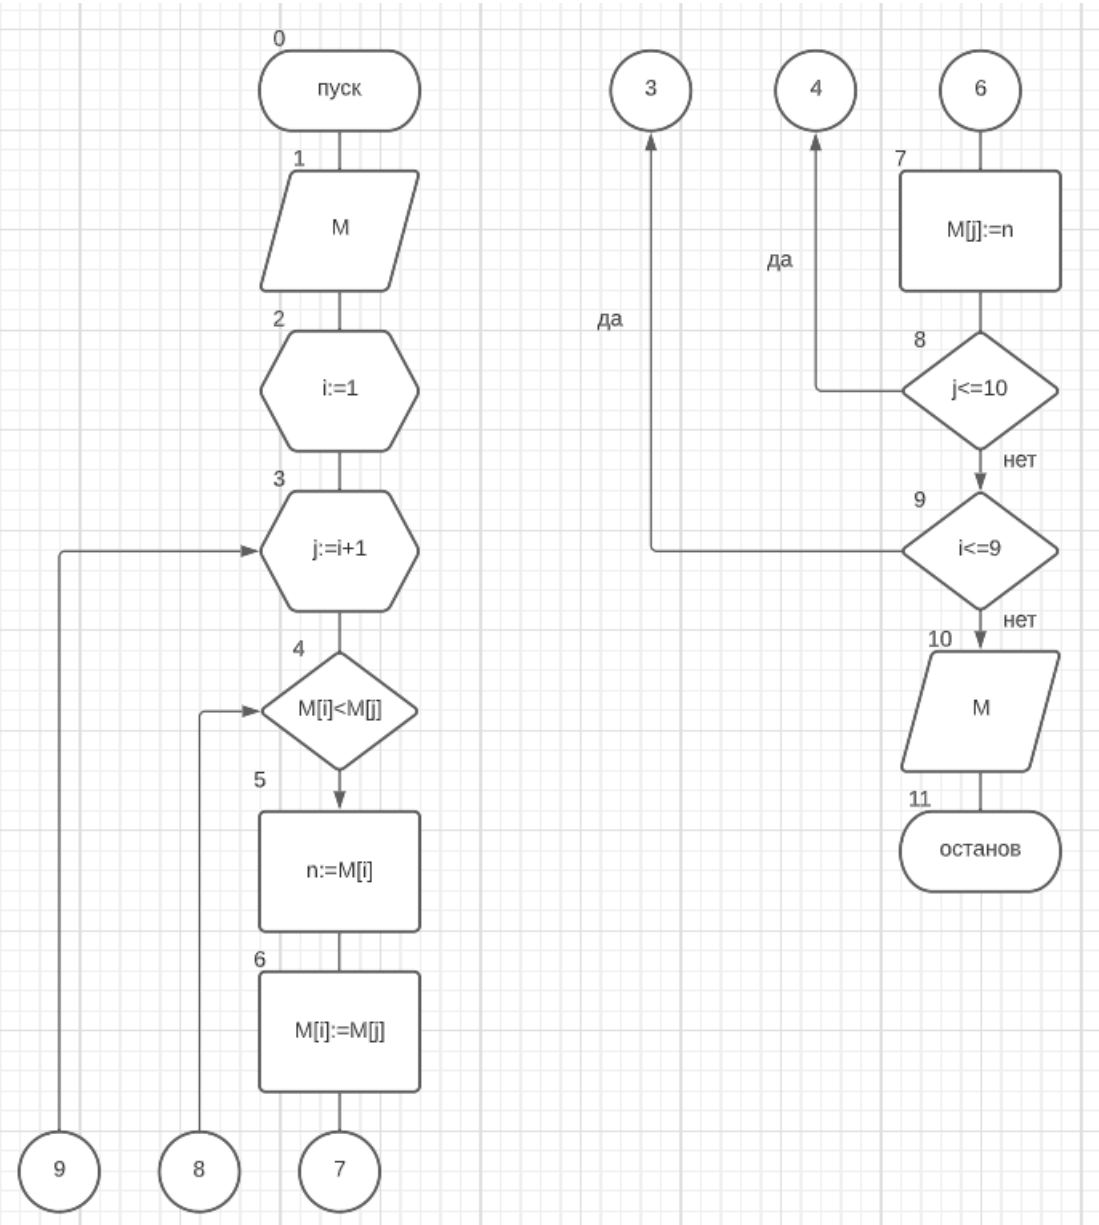 0
пуск
1
M
2
i:=1
3
j:=i+1
4
M[i]<M[j]
5
n:=M[i]
6
M[i]:=M[j]
9
8
7
3
4
6
7
M[j]:=n
да
да
8
j<=10
нет
9
i<=9
нет
10
M
11
останов